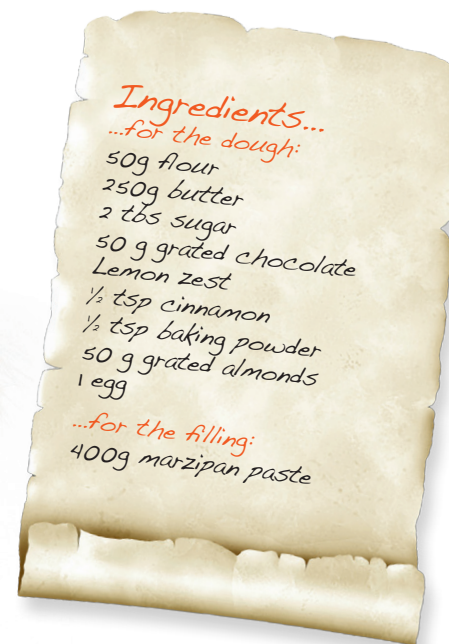 Ingredients...
...for the dough:
50g flour
250g butter
2 tbs sugar
50 g grated chocolate
Lemon zest
½ tsp cinnamon
½ tsp baking powder
50 g grated almonds
1 egg
...for the filling:
400g marzipan paste